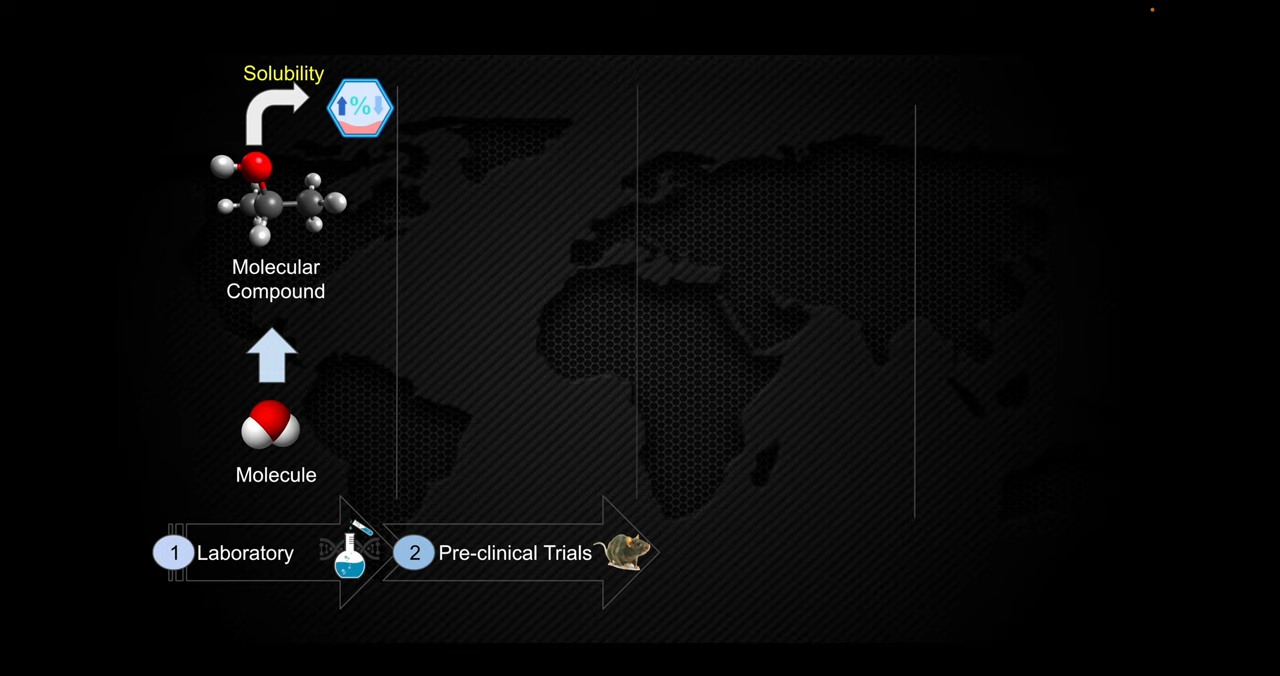 Solubility
%
Molecular
Compound
Molecule
1 Laboratory
2 Pre-clinical Trials